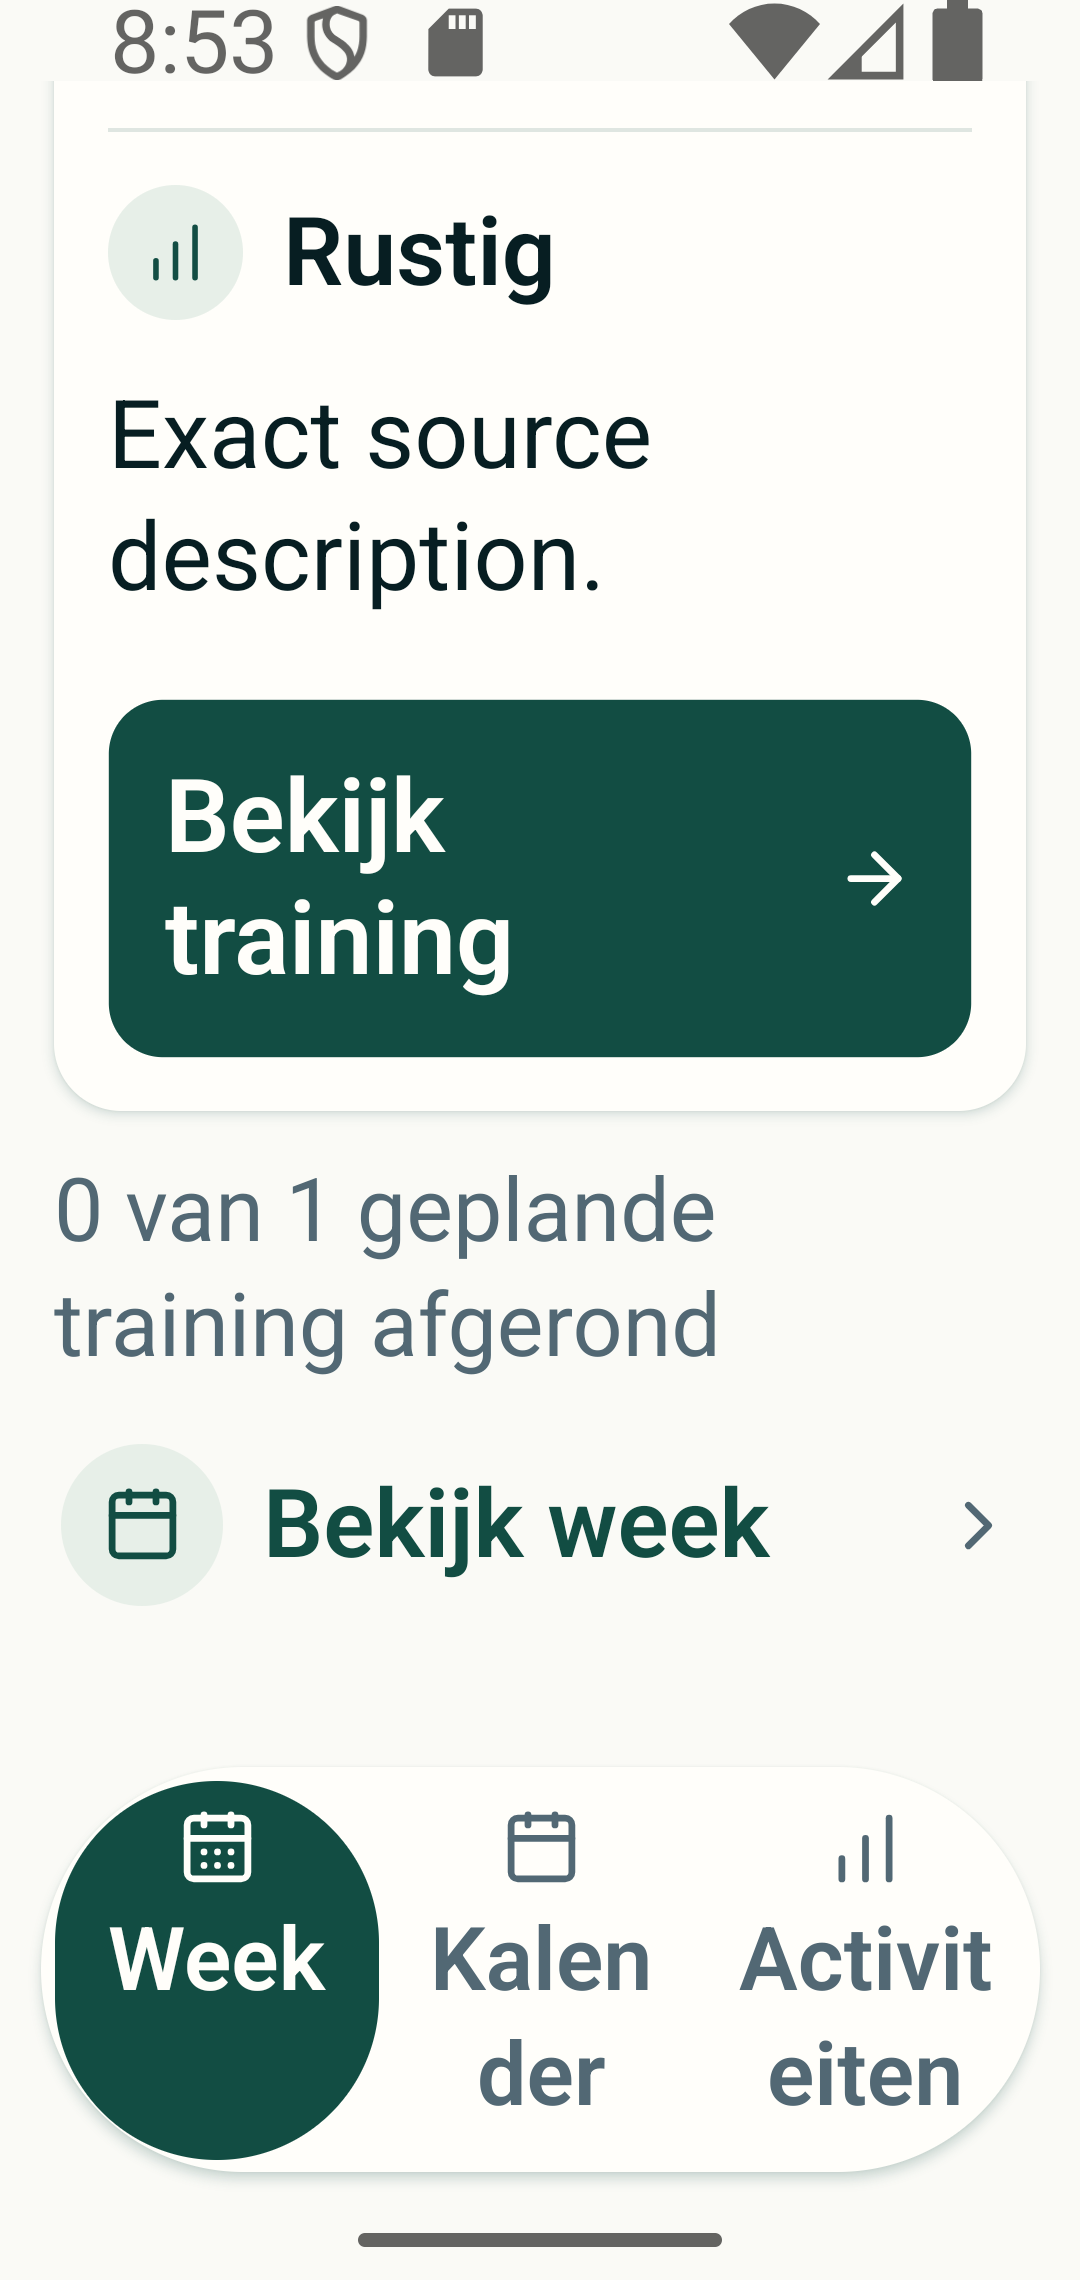 8:53
Rustig
Exact source
description.
Bekijk
training
0 van 1 geplande
training afgerond
Bekijk week
Week
Kalen
der
Activit
eiten